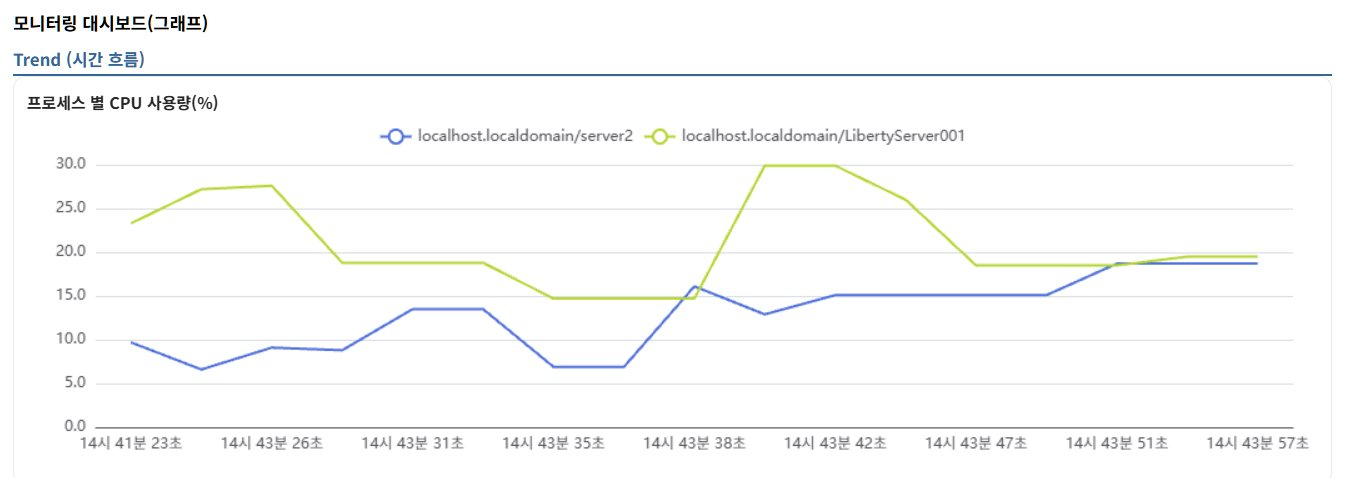 모니터링 대시보드(그래프)
Trend (시간 흐름)
프로세스 별 CPU 사용량(%)
localhost.localdomain/server2 localhost.localdomain/LibertyServer001
30.0
25.0
20.0
15.0
10.0
5.0
0.0
14시 41분 23초 14시 43분 26초 14시 43분 31초 14시 43분 35초 14시 43분 38초 14시 43분 42초 14시 43분 47초 14시 43분 51초 14시 43분 57초